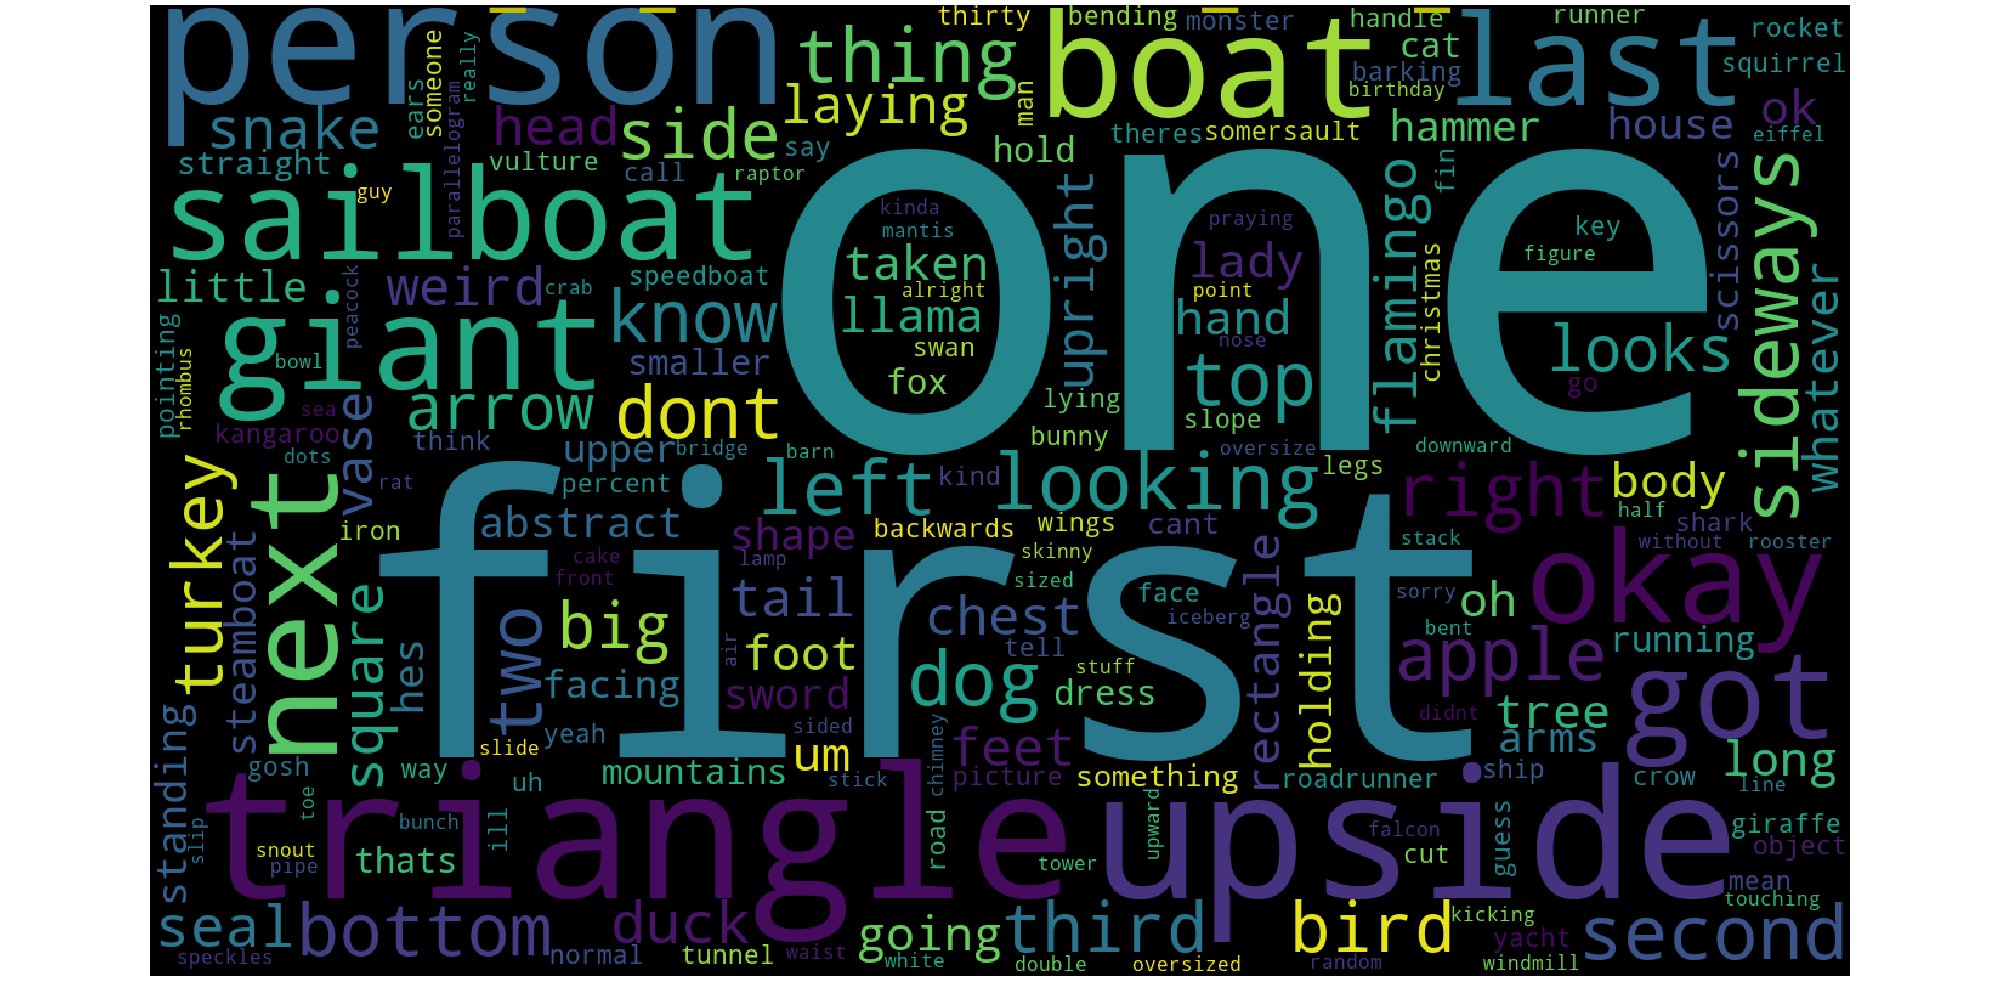 person
thing
boat
last
thirty
bending
monster
handle
runner
rocket
cat
squirrel
barking
birthday
laying
man
ears
someone
really
parallelogram
snake
head
side
theres
somersault
hammer
house
ok
eiffel
straight
vulture
call
say
raptor
hold
guy
sailboat
one
upright
flamingo
fin
scissors
sideways
kinda
mantis
praying
key
figure
taken
lady
alright
point
llama
hand
swan
nose
fox
top
christmas
looks
go
whatever
little
weird
crab
speedboat
peacock
know
giant
bowl
smaller
pointing
rhombus
sea
arrow
dont
vase
kangaroo
think
dots
rat
upper
bridge
percent
barn
lying
slope
bunny
oversize
downward
left
kind
looking
legs
right
body
half
turkey
next
iron
abstract
shape
backwards
wings
cant
shark
without
rooster
stack
first
cake
front
lamp
skinny
sized
face
iceberg
sorry
bent
oh
okay
steamboat
square
hes
two
big
tail
chest
tell
rectangle
holding
apple
running
air
foot
facing
sword
dog
stuff
dress
didnt
tree
got
sided
yeah
slide
um
chimney
feet
arms
long
standing
gosh
way
uh
mountains
stick
picture
something
roadrunner
ship
crow
line
toe
slip
bunch
ill
triangle
upside
road
upward
falcon
guess
giraffe
snout
pipe
thats
tower
cut
object
mean
touching
seal
bottom
duck
going
third
bird
kicking
second
yacht
speckles
normal
tunnel
waist
white
double
oversized
random
windmill